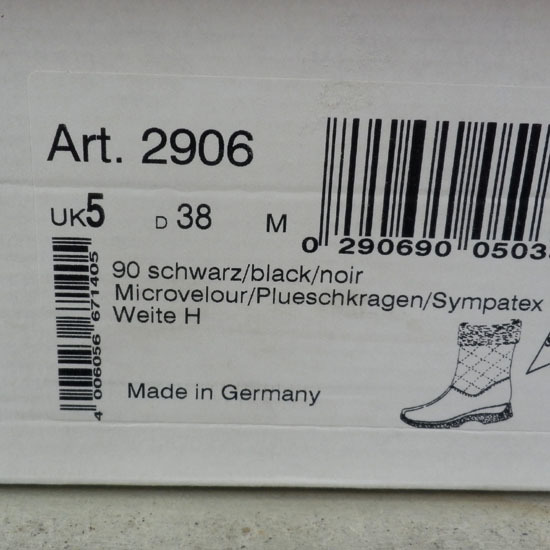 Art. 2906
UK5 D 38 M
0 290690 0503
90 schwarz/black/noir
Microvelour/Plueschkragen/Sympatex
Weite H
4 006056 671405
Made in Germany